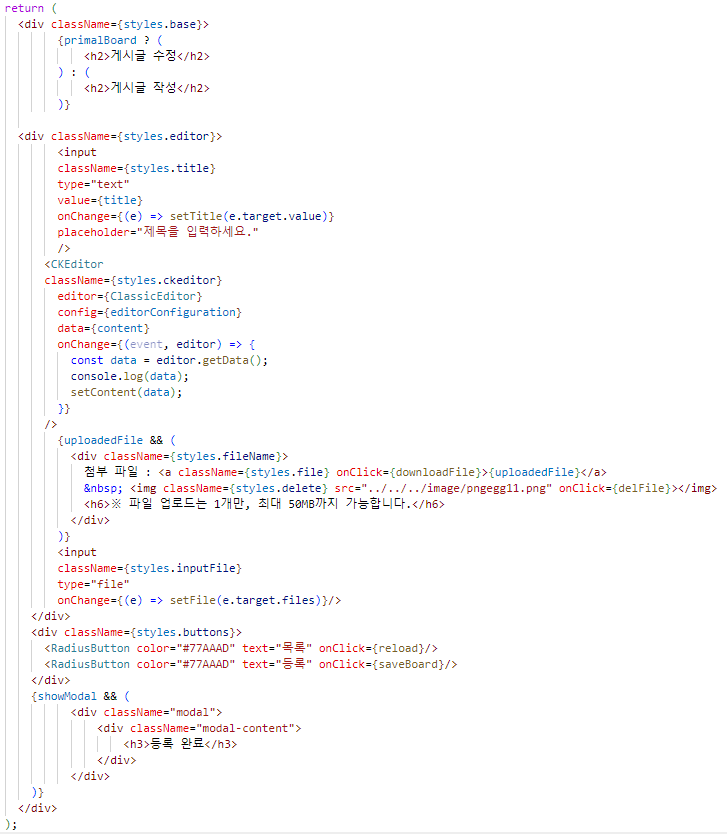 return (
<div className={styles.base}>
{primalBoard ? (
<h2>게시글 수정</h2>
) : (
<h2>게시글 작성</h2>
)}
<div className={styles.editor}>
<input
className={styles.title}
type="text"
value={title}
onChange={(e) => setTitle(e.target.value)}
placeholder="제목을 입력하세요."
/>
<CKEditor
className={styles.ckeditor}
editor={ClassicEditor}
config={editorConfiguration}
data={content}
onChange={(event, editor) => {
const data = editor.getData();
console.log(data);
setContent(data);
}}
/>
{uploadedFile && (
<div className={styles.fileName}>
첨부 파일 : <a className={styles.file} onClick={downloadFile}>{uploadedFile}</a>
&nbsp; <img className={styles.delete} src="../../../image/pngegg11.png" onClick={delFile}></img>
<h6>※ 파일 업로드는 1개만, 최대 50MB까지 가능합니다.</h6>
</div>
)}
<input
className={styles.inputFile}
type="file"
onChange={(e) => setFile(e.target.files)}/>
</div>
<div className={styles.buttons}>
<RadiusButton color="#77AAAD" text="목록" onClick={reload}/>
<RadiusButton color="#77AAAD" text="등록" onClick={saveBoard}/>
</div>
{showModal && (
<div className="modal">
<div className="modal-content">
<h3>등록 완료</h3>
</div>
</div>
)}
</div>
);